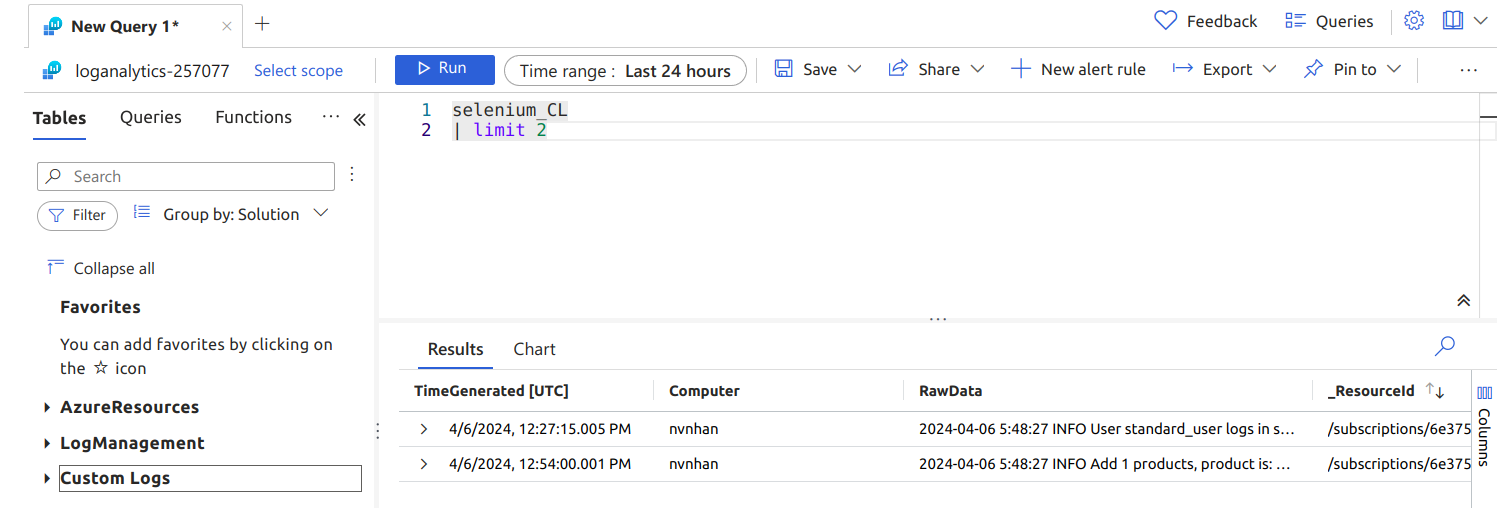 New Query 1*
Feedback
Queries
loganalytics-257077
Select scope
Run
Time range : Last 24 hours
Save
Share
New alert rule
Export
Pin to
Tables
Queries
Functions
1 selenium_CL
2 | limit 2
Search
Filter
Group by: Solution
Collapse all
Favorites
You can add favorites by clicking on
the ☆ icon
AzureResources
LogManagement
Custom Logs
Results
Chart
TimeGenerated [UTC] Computer RawData _ResourceId
4/6/2024, 12:27:15.005 PM nvnhan 2024-04-06 5:48:27 INFO User standard_user logs in s... /subscriptions/6e375
4/6/2024, 12:54:00.001 PM nvnhan 2024-04-06 5:48:27 INFO Add 1 products, product is: ... /subscriptions/6e375
Columns